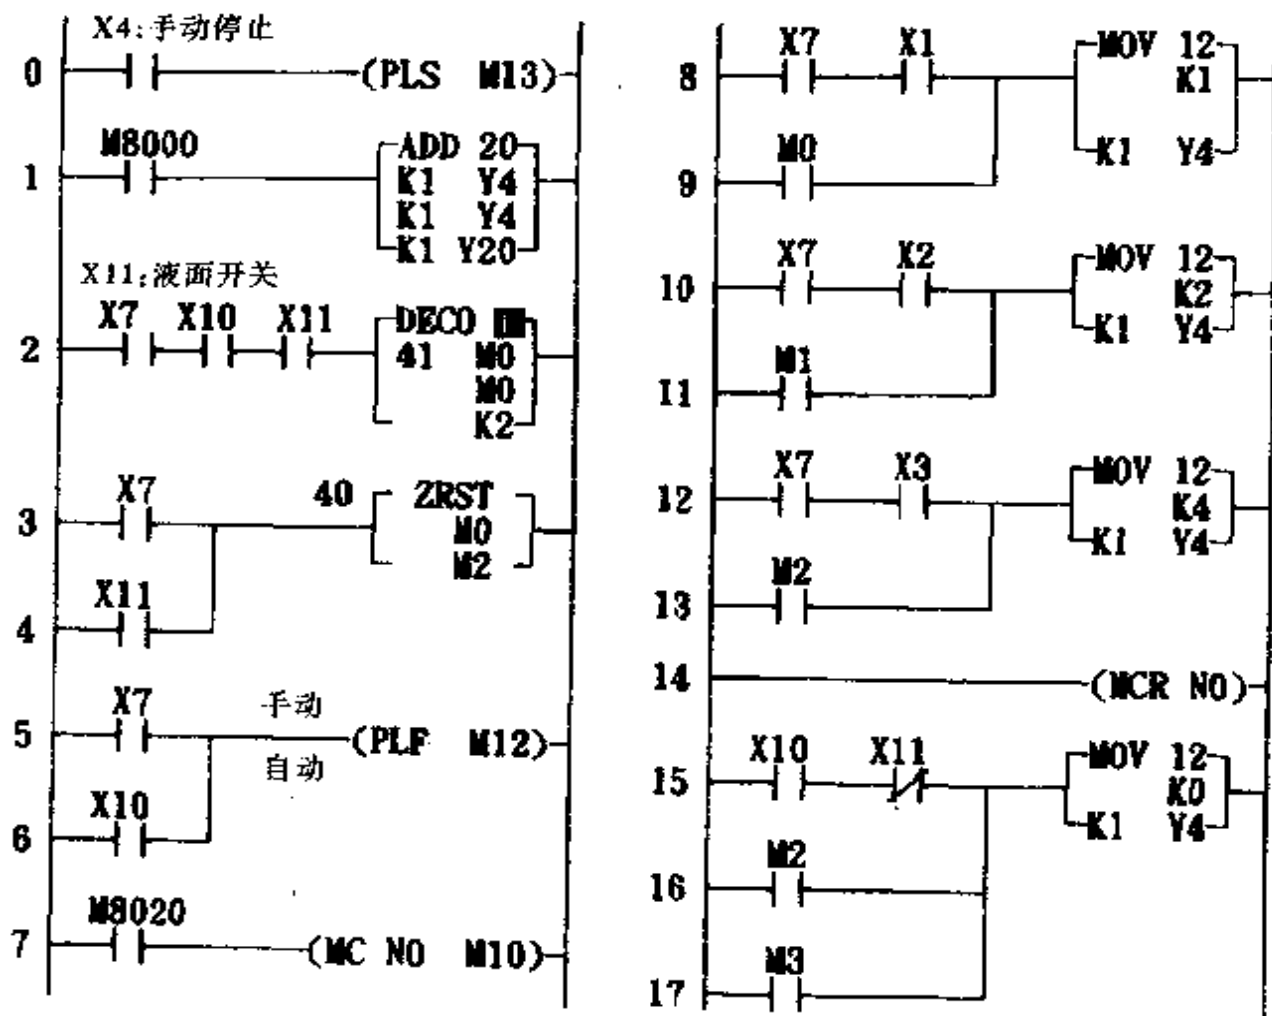 X4:手动停止
0
(PLS M13)
M8000
1
ADD 20
K1 Y4
K1 Y4
K1 Y20
X11:液面开关
X7 X10 X11
2
DECO
41 M0
M0
K2
X7
3
40 ZRST
M0
M2
X11
4
X7
5
手动
(PLF M12)
自动
X10
6
M8020
7
(MC N0 M10)
X7 X1
8
MOV 12
K1
K1 Y4
M0
9
X7 X2
10
MOV 12
K2
K1 Y4
M1
11
X7 X3
12
MOV 12
K4
K1 Y4
M2
13
14
(MCR N0)
X10 X11
15
MOV 12
K0
K1 Y4
M2
16
M3
17